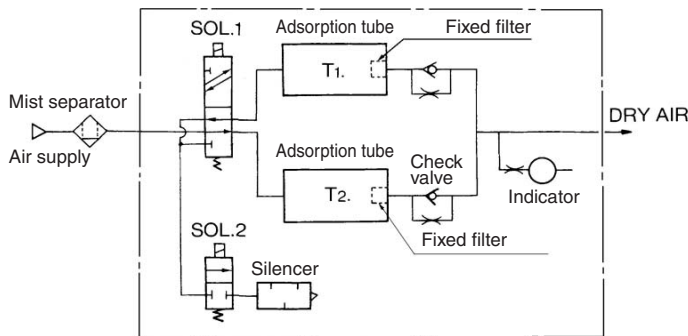 SOL.1
Adsorption tube
Fixed filter
T1.
Mist separator
Air supply
DRY AIR
Adsorption tube
Check
valve
T2.
Indicator
SOL.2
Silencer
Fixed filter